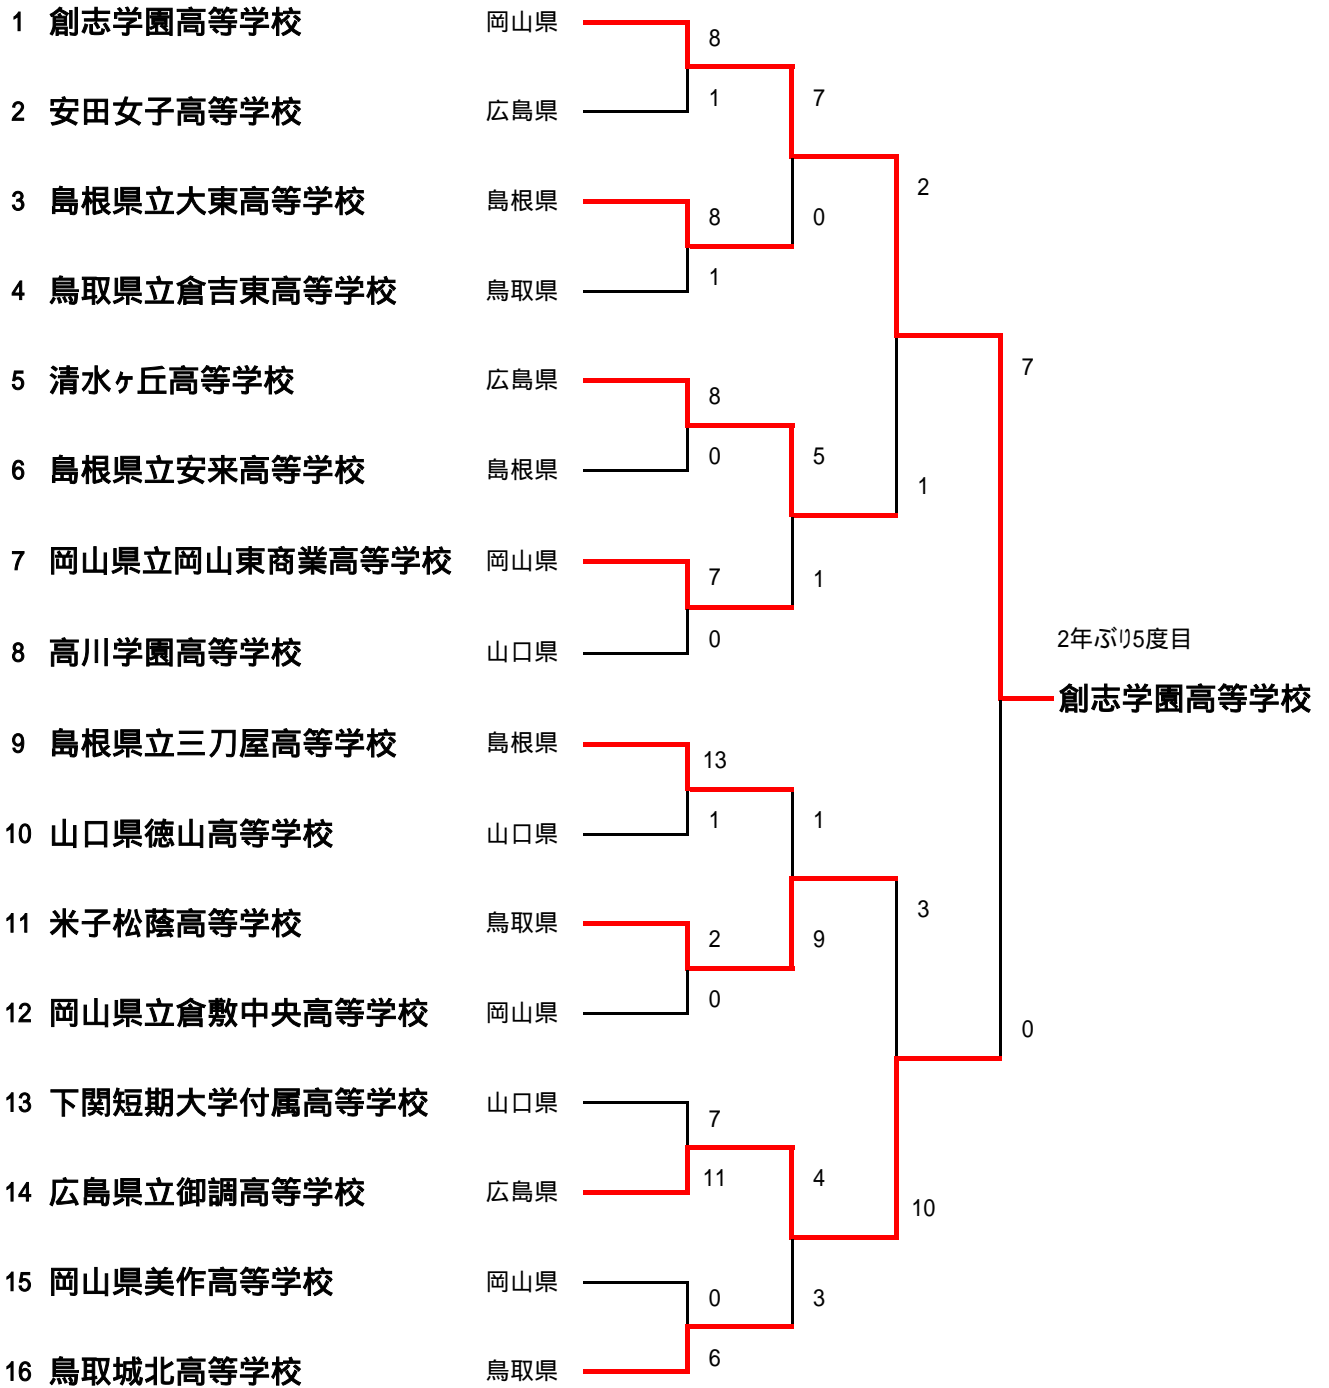 1 創志学園高等学校 岡山県
8
1
7
2 安田女子高等学校 広島県
2
3 島根県立大東高等学校 島根県
8
0
1
4 鳥取県立倉吉東高等学校 鳥取県
7
5 清水ヶ丘高等学校 広島県
8
0
5
6 島根県立安来高等学校 島根県
1
7 岡山県立岡山東商業高等学校 岡山県
7
1
0
8 高川学園高等学校 山口県
2年ぶり5度目
創志学園高等学校
9 島根県立三刀屋高等学校 島根県
13
1
1
10 山口県徳山高等学校 山口県
3
11 米子松蔭高等学校 鳥取県
2
9
0
12 岡山県立倉敷中央高等学校 岡山県
0
13 下関短期大学付属高等学校 山口県
7
11
4
14 広島県立御調高等学校 広島県
10
15 岡山県美作高等学校 岡山県
0
3
6
16 鳥取城北高等学校 鳥取県